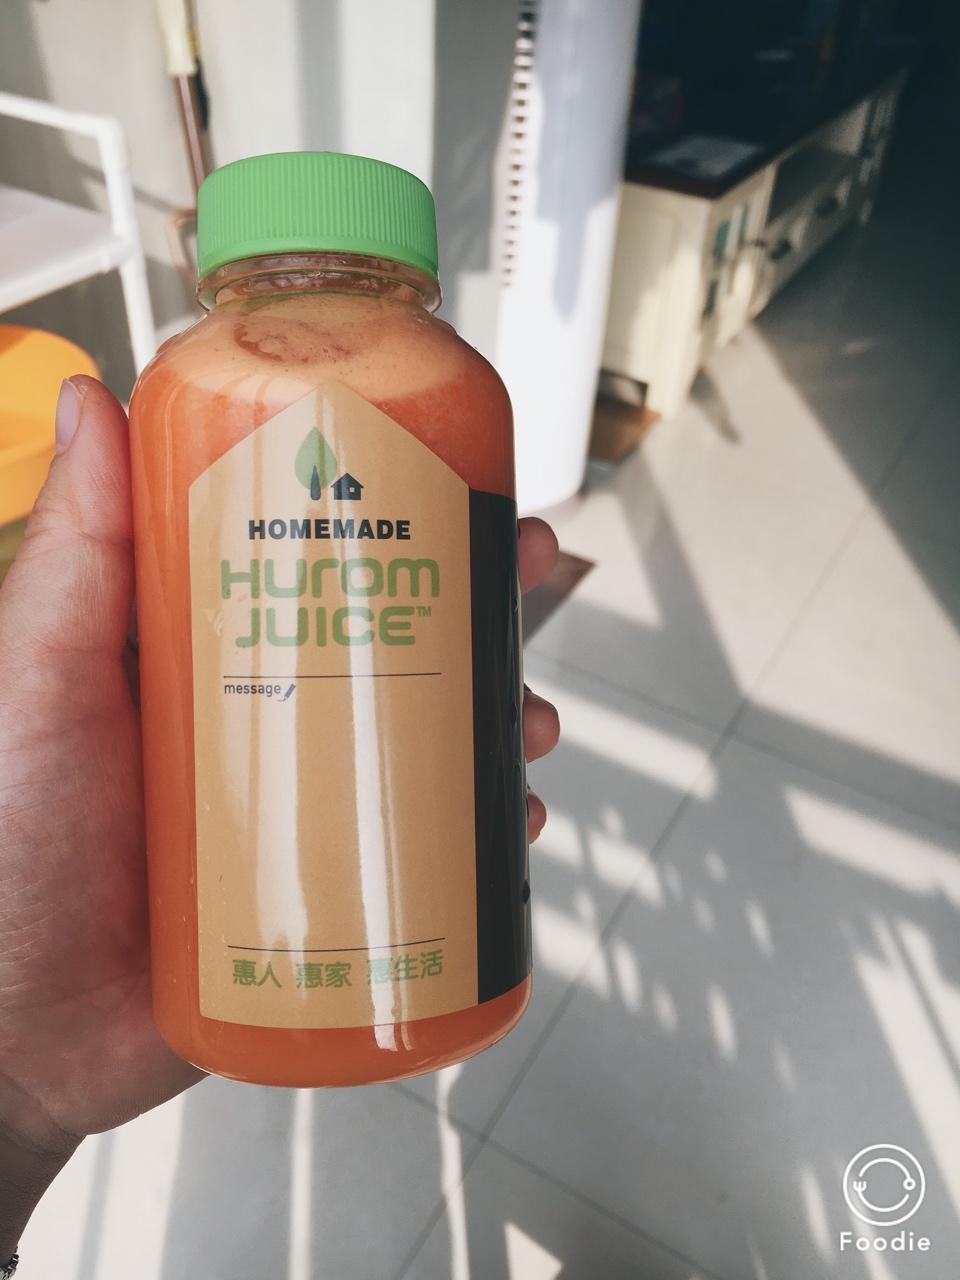 HOMEMADE
Hurom
JUICE™
message
惠人 惠家 惠生活
Foodie